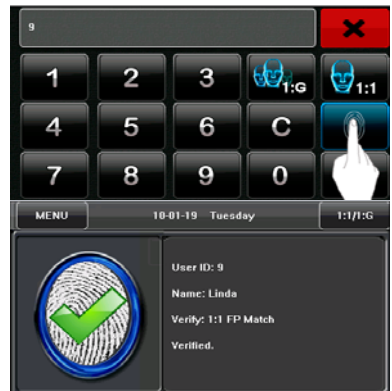 9
1 2 3 1:G 1:1
4 5 6 C
7 8 9 0
MENU 10-01-19 Tuesday 1:1/1:G
User ID: 9
Name: Linda
Verify: 1:1 FP Match
Verified.